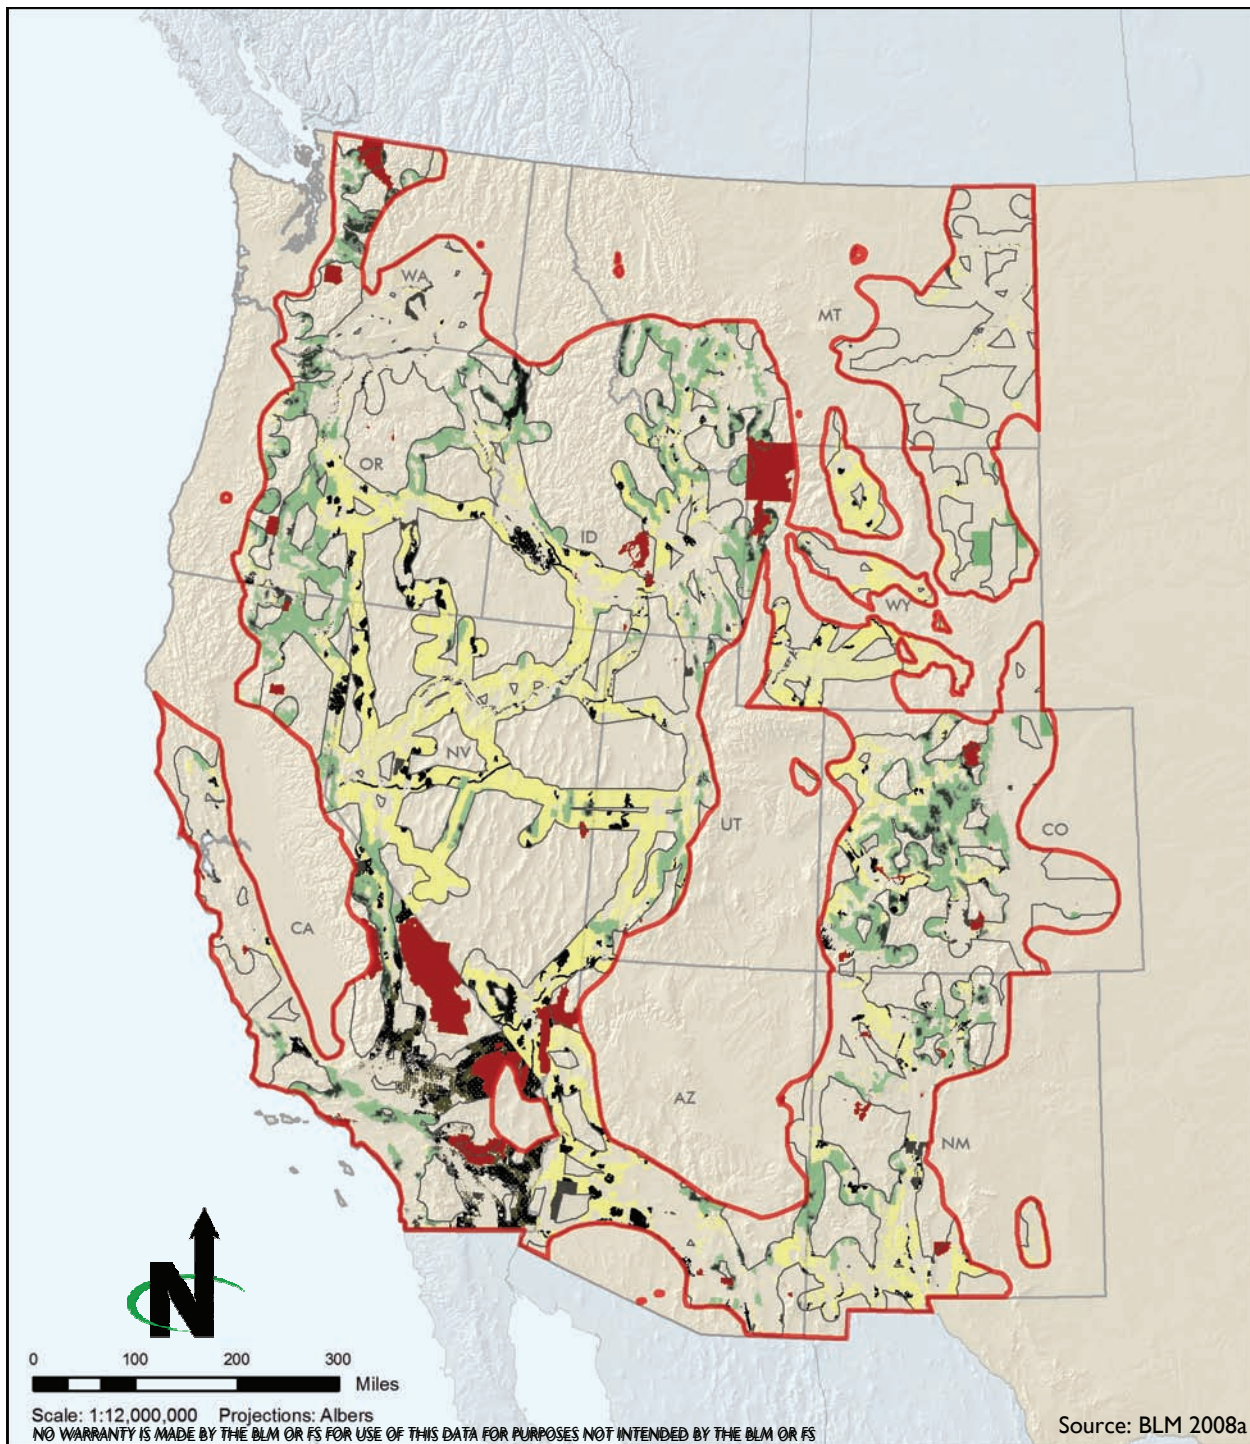 WA
MT
OR
ID
WY
NV
UT
CO
CA
AZ
NM
N
0 100 200 300
Miles
Scale: 1:12,000,000 Projections: Albers
NO WARRANTY IS MADE BY THE BLM OR FS FOR USE OF THIS DATA FOR PURPOSES NOT INTENDED BY THE BLM OR FS
Source: BLM 2008a